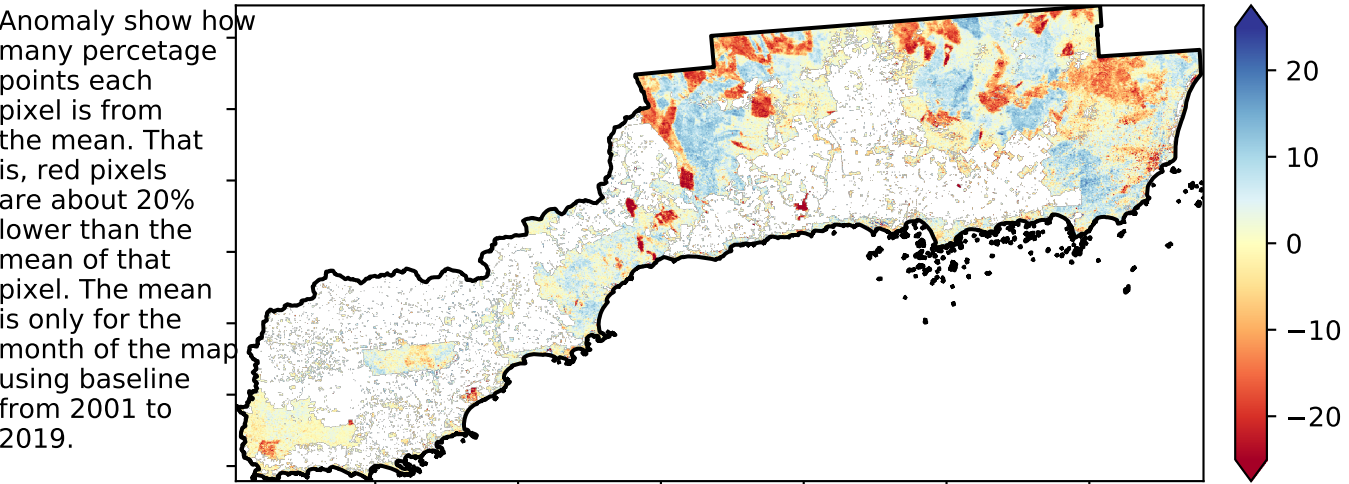 Anomaly show how
many percetage
points each
pixel is from
the mean. That
is, red pixels
are about 20%
lower than the
mean of that
pixel. The mean
is only for the
month of the map
using baseline
from 2001 to
2019.
20
10
0
−10
−20